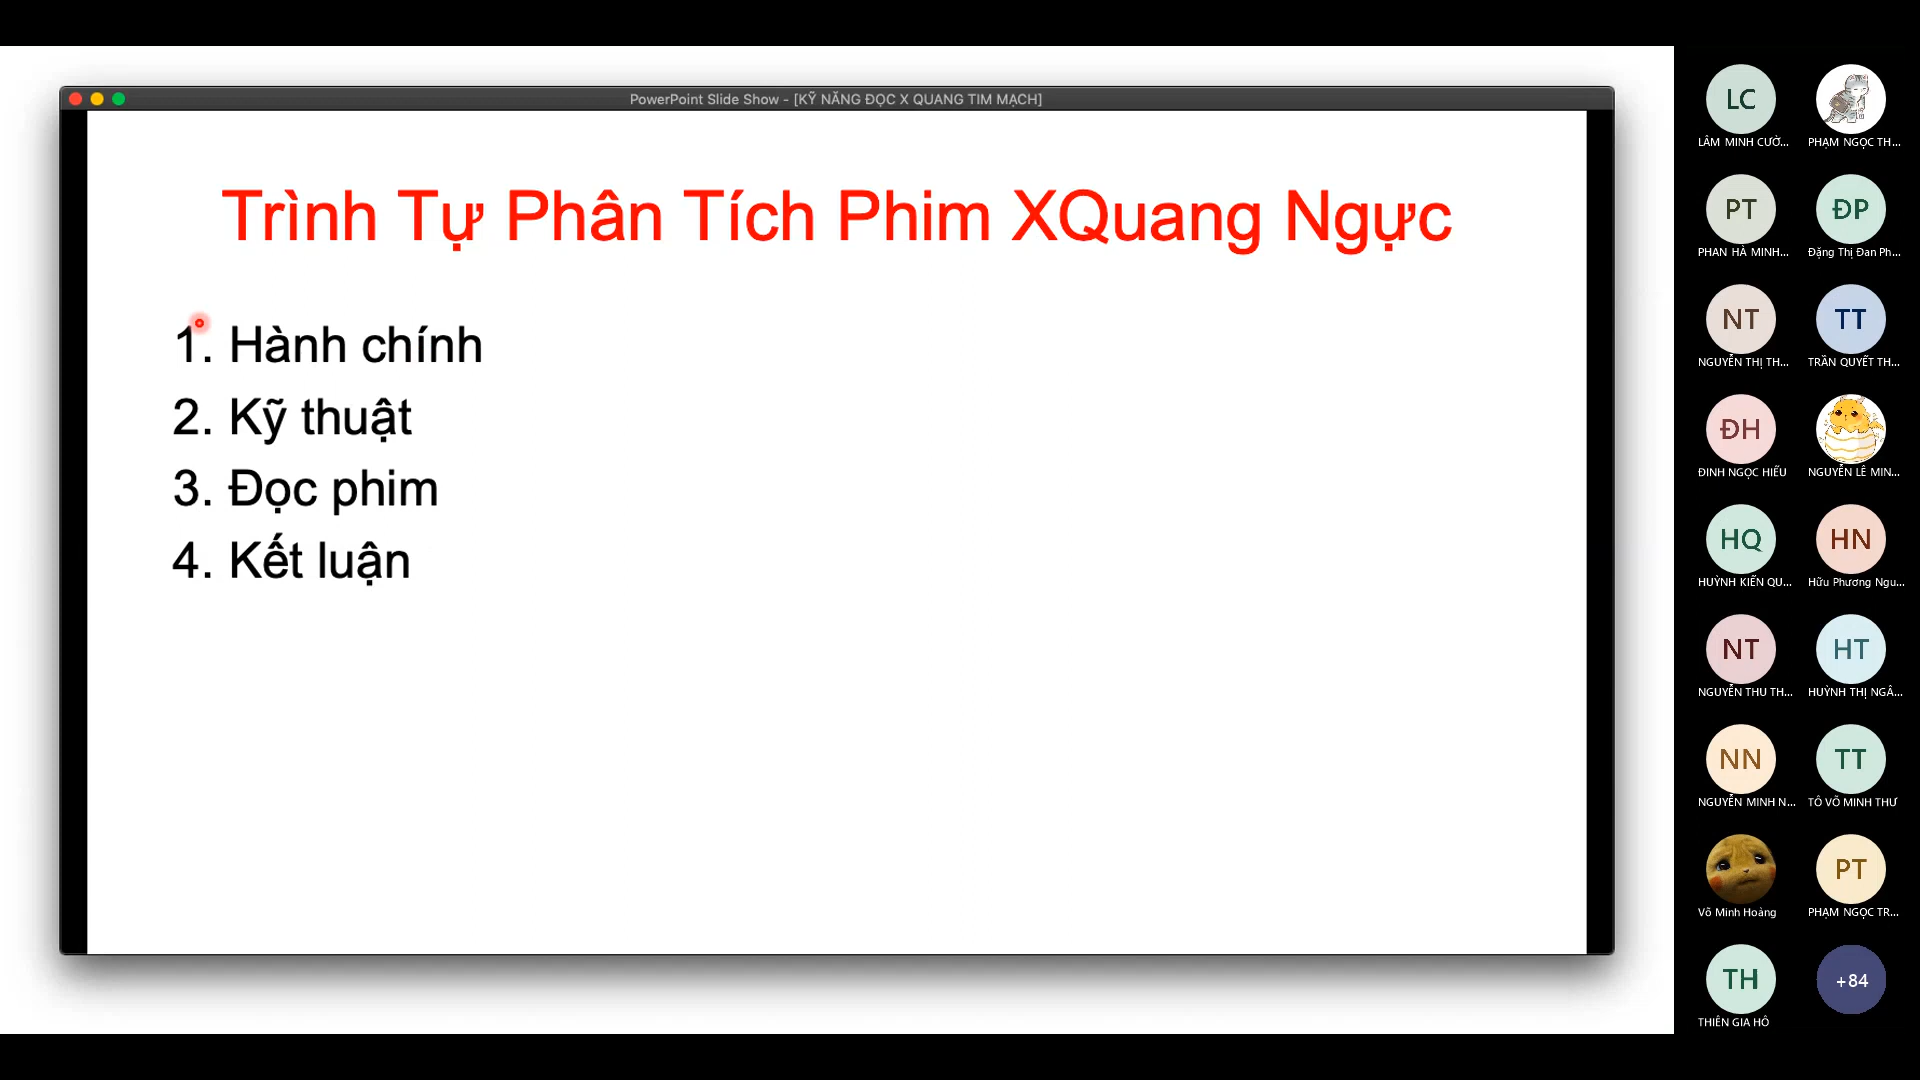 PowerPoint Slide Show - [KỸ NĂNG ĐỌC X QUANG TIM MẠCH]
Trình Tự Phân Tích Phim XQuang Ngực
1. Hành chính
2. Kỹ thuật
3. Đọc phim
4. Kết luận
LC
LÂM MINH CƯỜ... PHẠM NGỌC TH...
PT ĐP
PHAN HÀ MINH... Đặng Thị Đan Ph...
NT TT
NGUYỄN THỊ TH... TRẦN QUYẾT TH...
ĐH
ĐINH NGỌC HIẾU NGUYỄN LÊ MIN...
HQ HN
HUỲNH KIẾN QU... Hữu Phương Ngu...
NT HT
NGUYỄN THU TH... HUỲNH THỊ NGÂ...
NN TT
NGUYỄN MINH N... TÔ VÕ MINH THƯ
PT
Võ Minh Hoàng PHẠM NGỌC TR...
TH +84
THIÊN GIA HỒ